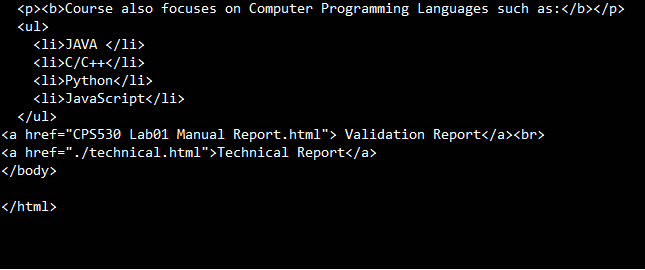 <p><b>Course also focuses on Computer Programming Languages such as:</b></p>
<ul>
<li>JAVA </li>
<li>C/C++</li>
<li>Python</li>
<li>JavaScript</li>
</ul>
<a href="CPS530 Lab01 Manual Report.html"> Validation Report</a><br>
<a href="./technical.html">Technical Report</a>
</body>
</html>